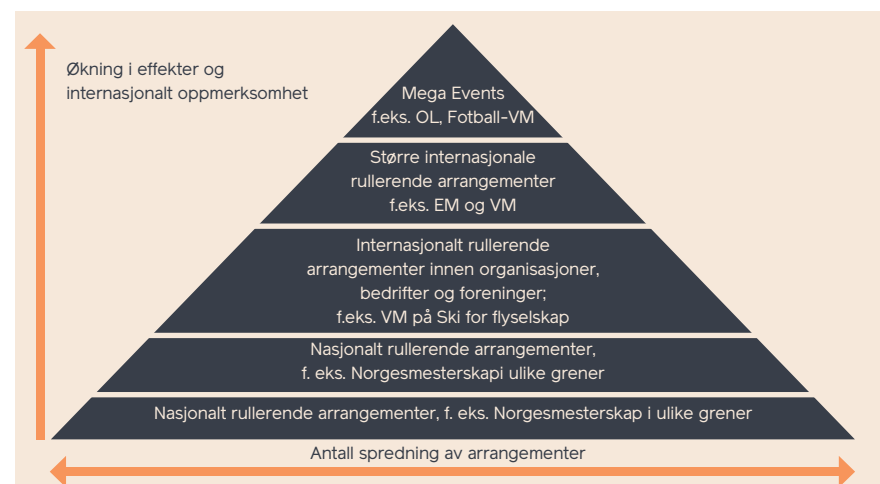 Økning i effekter og
internasjonalt oppmerksomhet
Mega Events
f.eks. OL, Fotball-VM
Større internasjonale
rullerende arrangementer
f.eks. EM og VM
Internasjonalt rullerende
arrangementer innen organisasjoner,
bedrifter og foreninger;
f.eks. VM på Ski for flyselskap
Nasjonalt rullerende arrangementer,
f. eks. Norgesmesterskapi ulike grener
Nasjonalt rullerende arrangementer, f. eks. Norgesmesterskap i ulike grener
Antall spredning av arrangementer